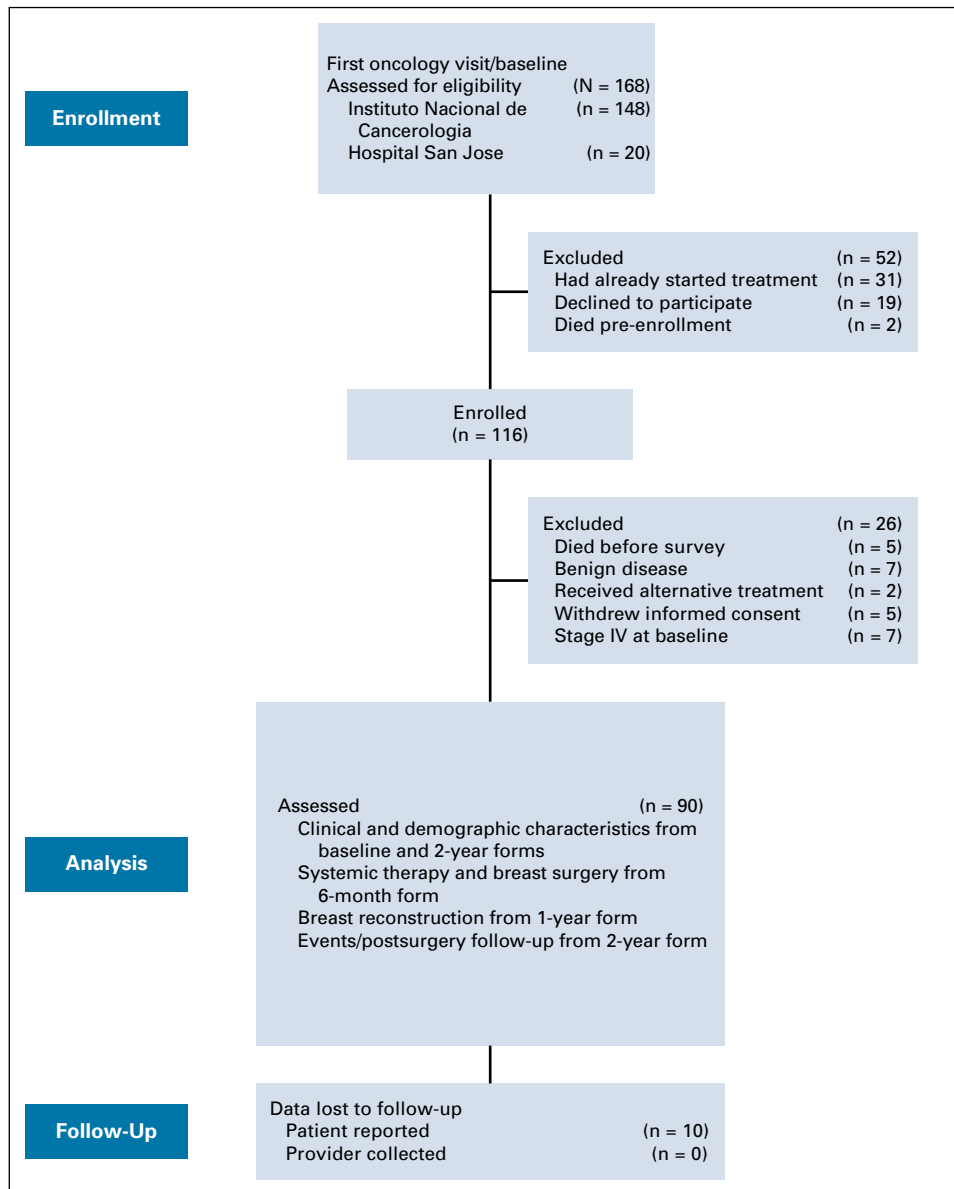 Enrollment
First oncology visit/baseline
Assessed for eligibility (N = 168)
Instituto Nacional de (n = 148)
Cancerologia
Hospital San Jose (n = 20)
Excluded (n = 52)
Had already started treatment (n = 31)
Declined to participate (n = 19)
Died pre-enrollment (n = 2)
Enrolled
(n = 116)
Excluded (n = 26)
Died before survey (n = 5)
Benign disease (n = 7)
Received alternative treatment (n = 2)
Withdrew informed consent (n = 5)
Stage IV at baseline (n = 7)
Analysis
Assessed (n = 90)
Clinical and demographic characteristics from
baseline and 2-year forms
Systemic therapy and breast surgery from
6-month form
Breast reconstruction from 1-year form
Events/postsurgery follow-up from 2-year form
Follow-Up
Data lost to follow-up
Patient reported (n = 10)
Provider collected (n = 0)